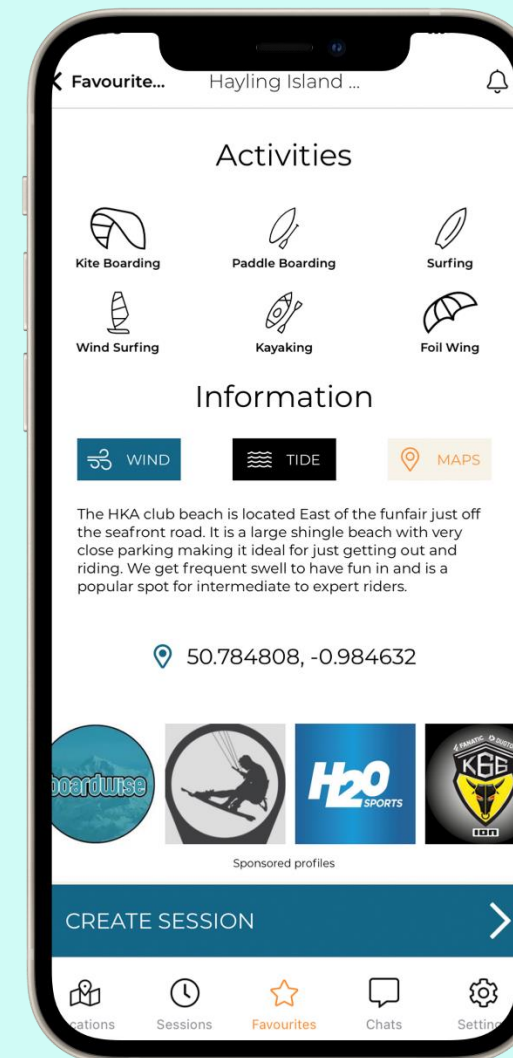 Favourite...
Hayling Island ...
Activities
Kite Boarding
Paddle Boarding
Surfing
Wind Surfing
Kayaking
Foil Wing
Information
WIND
TIDE
MAPS
The HKA club beach is located East of the funfair just off
the seafront road. It is a large shingle beach with very
close parking making it ideal for just getting out and
riding. We get frequent swell to have fun in and is a
popular spot for intermediate to expert riders.
50.784808, -0.984632
boardwise
H2O
SPORTS
FANATIC
K66
ION
Sponsored profiles
CREATE SESSION
cations
Sessions
Favourites
Chats
Setting